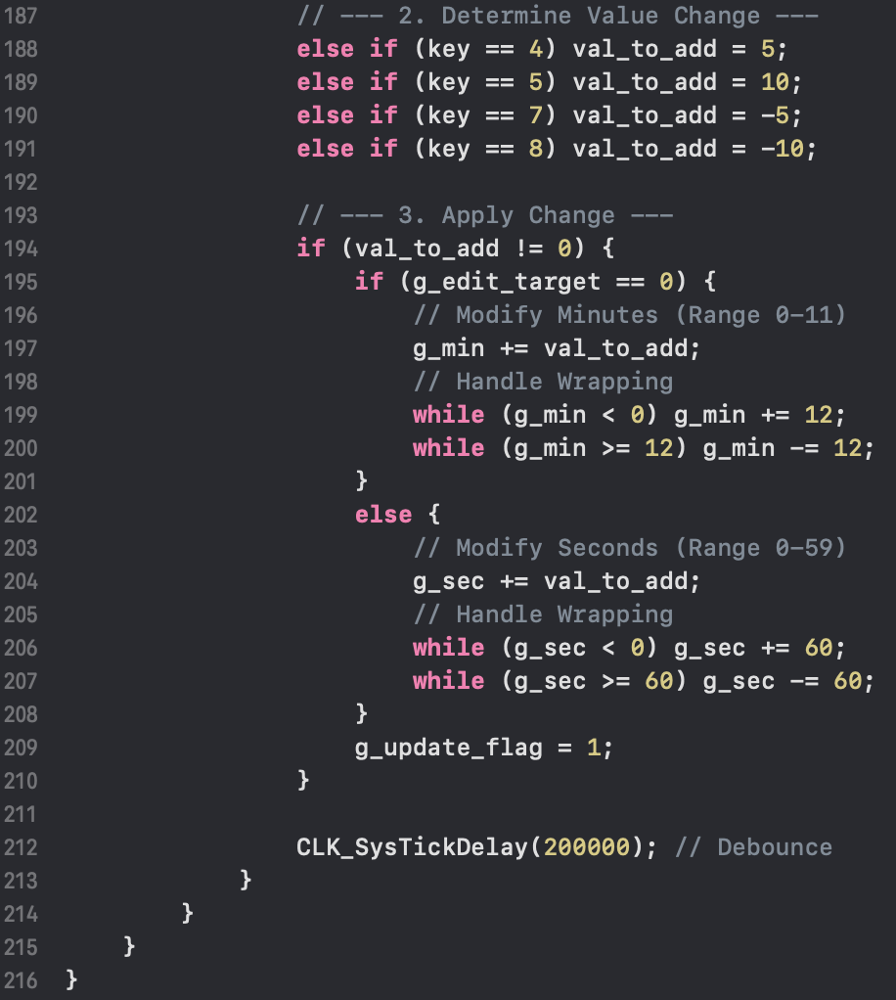 187                 // --- 2. Determine Value Change ---
188                 else if (key == 4) val_to_add = 5;
189                 else if (key == 5) val_to_add = 10;
190                 else if (key == 7) val_to_add = -5;
191                 else if (key == 8) val_to_add = -10;
192
193                 // --- 3. Apply Change ---
194                 if (val_to_add != 0) {
195                     if (g_edit_target == 0) {
196                         // Modify Minutes (Range 0-11)
197                         g_min += val_to_add;
198                         // Handle Wrapping
199                         while (g_min < 0) g_min += 12;
200                         while (g_min >= 12) g_min -= 12;
201                     }
202                     else {
203                         // Modify Seconds (Range 0-59)
204                         g_sec += val_to_add;
205                         // Handle Wrapping
206                         while (g_sec < 0) g_sec += 60;
207                         while (g_sec >= 60) g_sec -= 60;
208                     }
209                     g_update_flag = 1;
210                 }
211
212                 CLK_SysTickDelay(200000); // Debounce
213             }
214         }
215     }
216 }